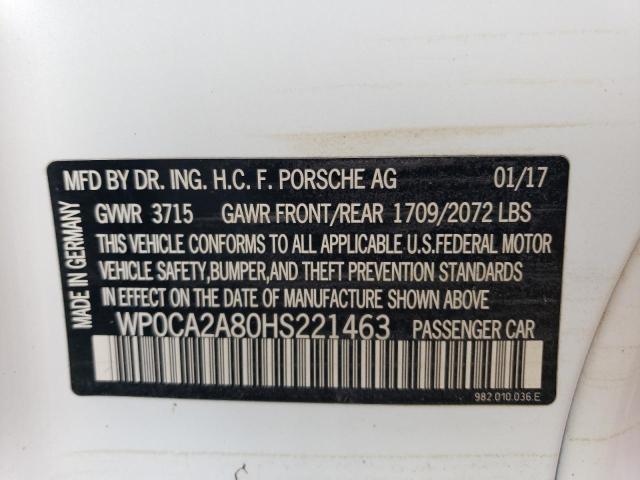 MFD BY DR. ING. H.C. F. PORSCHE AG 01/17
GVWR 3715 GAWR FRONT/REAR 1709/2072 LBS
THIS VEHICLE CONFORMS TO ALL APPLICABLE U.S.FEDERAL MOTOR
VEHICLE SAFETY,BUMPER,AND THEFT PREVENTION STANDARDS
IN EFFECT ON THE DATE OF MANUFACTURE SHOWN ABOVE.
WP0CA2A80HS221463 PASSENGER CAR
982.010.036.E
MADE IN GERMANY